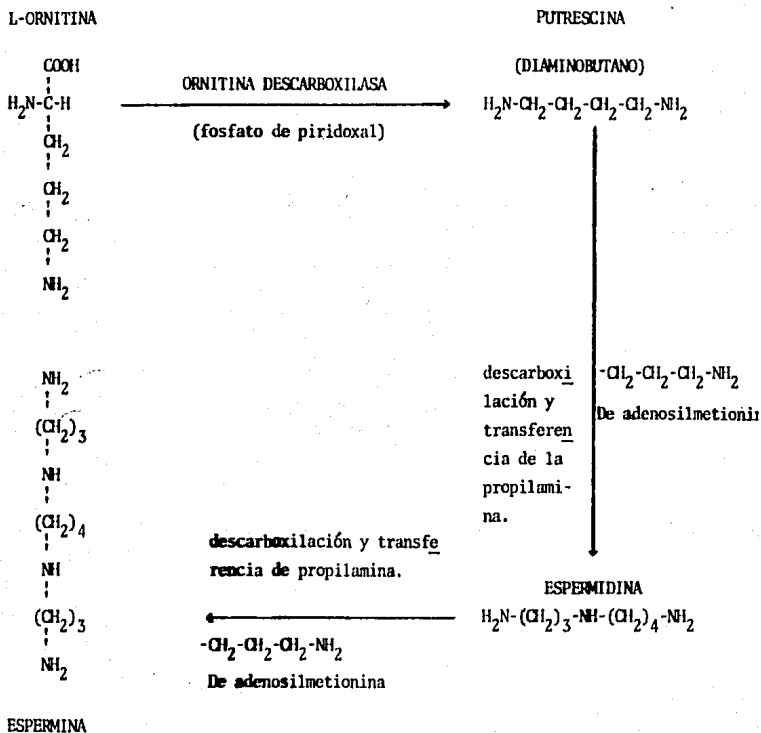 L-ORNITINA
PUTRESCINA
(DIAMINOBUTANO)
COOH
H₂N-C-H
CH₂
CH₂
CH₂
NH₂
ORNITINA DESCARBOXILASA
(fosfato de piridoxal)
H₂N-CH₂-CH₂-CH₂-CH₂-NH₂
descarboxi
lación y
transferen
cia de la
propilami-
na.
-CH₂-CH₂-CH₂-NH₂
De adenosilmetionin
ESPERMIDINA
H₂N-(CH₂)₃-NH-(CH₂)₄-NH₂
descarboxilación y transfe
rencia de propilamina.
-CH₂-CH₂-CH₂-NH₂
De adenosilmetionina
NH₂
(CH₂)₃
NH
(CH₂)₄
NH
(CH₂)₃
NH₂
ESPERMINA